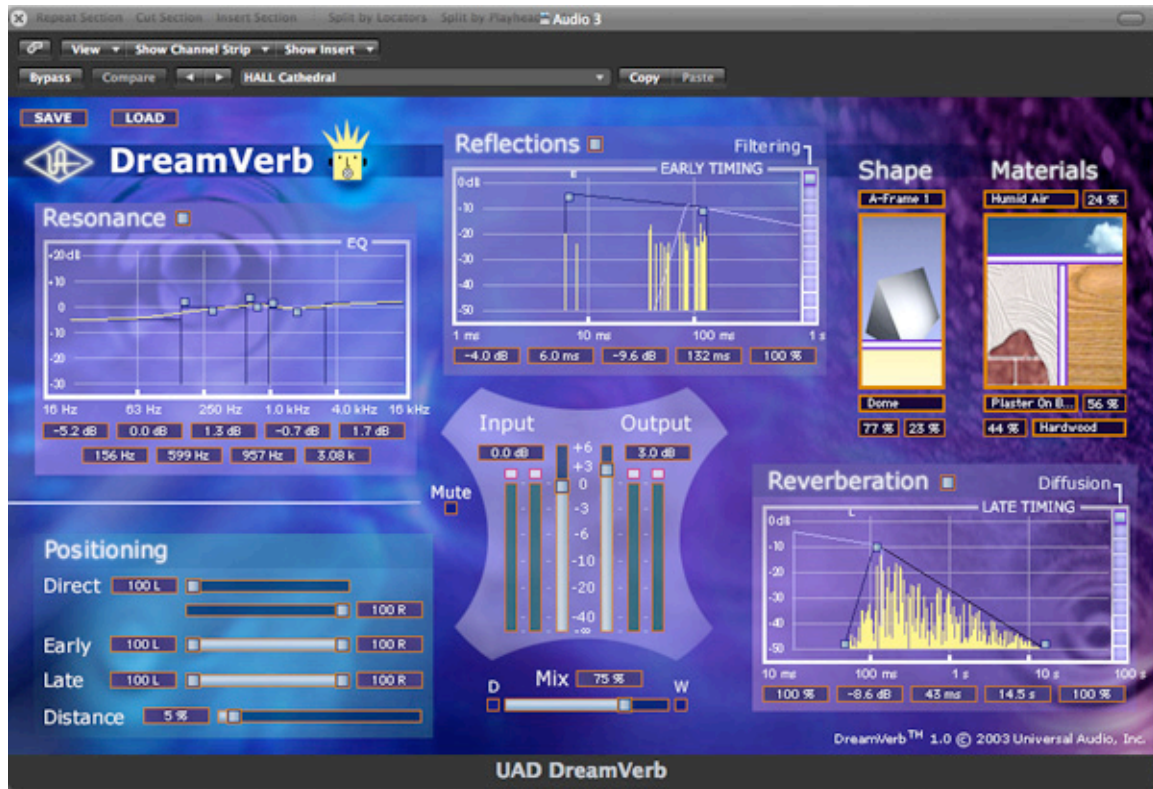 Repeat Section Cut Section Insert Section Split by Locators Split by Playhead Audio 3
View Show Channel Strip Show Insert
Bypass Compare HALL Cathedral Copy Paste
SAVE LOAD
UA DreamVerb
Resonance
EQ
+20dB
+10
0
-10
-20
-30
16 Hz 63 Hz 250 Hz 1.0 kHz 4.0 kHz 16 kHz
-5.2 dB 0.0 dB 1.3 dB -0.7 dB 1.7 dB
156 Hz 599 Hz 957 Hz 3.08 k
Reflections Filtering
E EARLY TIMING
0dB
-10
-20
-30
-40
-50
1 ms 10 ms 100 ms 1 s
-4.0 dB 6.0 ms -9.6 dB 132 ms 100 %
Shape
A-Frame 1
Dome
77 % 23 %
Materials
Humid Air 24 %
Plaster On B... 56 %
44 % Hardwood
Input Output
0.0 dB 3.0 dB
+6
+3
0
-3
-6
-10
-20
-40
-∞
Mute
D Mix 75 % W
Positioning
Direct 100 L
100 R
Early 100 L 100 R
Late 100 L 100 R
Distance 5 %
Reverberation Diffusion
L LATE TIMING
0dB
-10
-20
-30
-40
-50
10 ms 100 ms 1 s 10 s 100 s
100 % -8.6 dB 43 ms 14.5 s 100 %
DreamVerb™ 1.0 © 2003 Universal Audio, Inc.
UAD DreamVerb